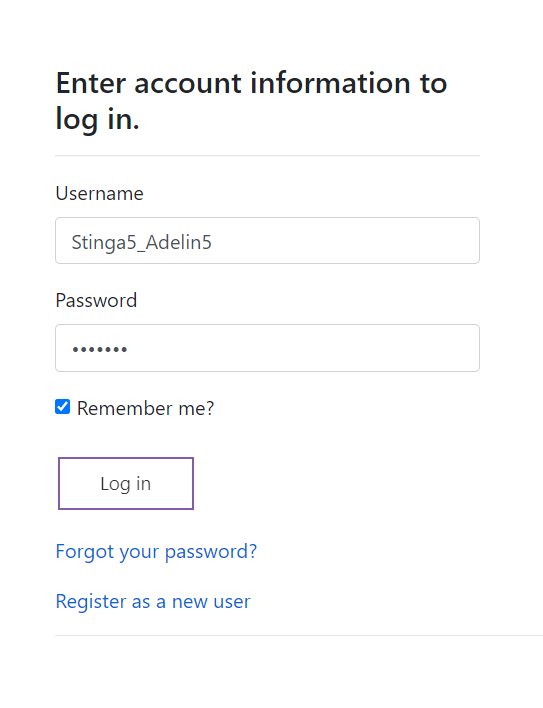 Enter account information to
log in.
Username
Stinga5_Adelin5
Password
•••••••
Remember me?
Log in
Forgot your password?
Register as a new user